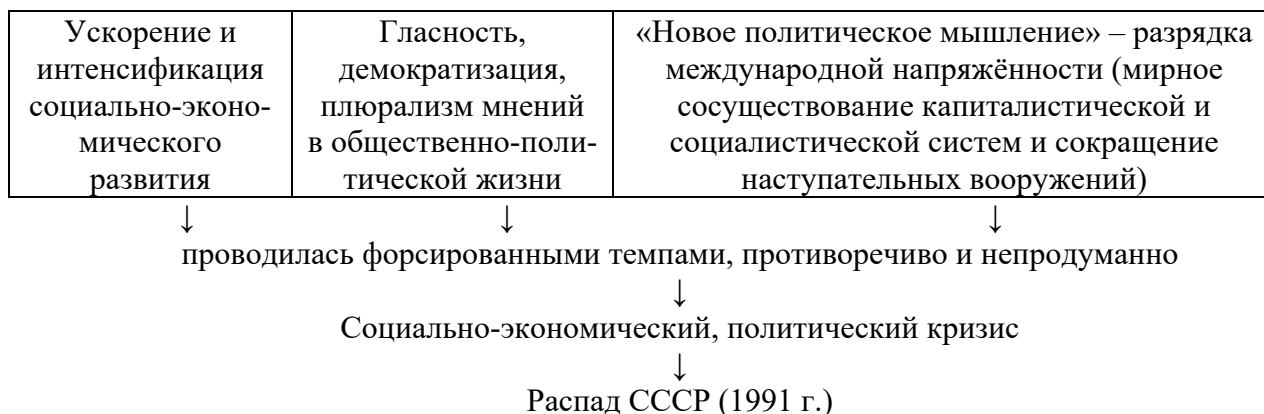 Ускорение и
интенсификация
социально-эконо-
мического
развития
Гласность,
демократизация,
плюрализм мнений
в общественно-поли-
тической жизни
«Новое политическое мышление» – разрядка
международной напряжённости (мирное
сосуществование капиталистической и
социалистической систем и сокращение
наступательных вооружений)
↓ ↓ ↓
проводилась форсированными темпами, противоречиво и непродуманно
↓
Социально-экономический, политический кризис
↓
Распад СССР (1991 г.)